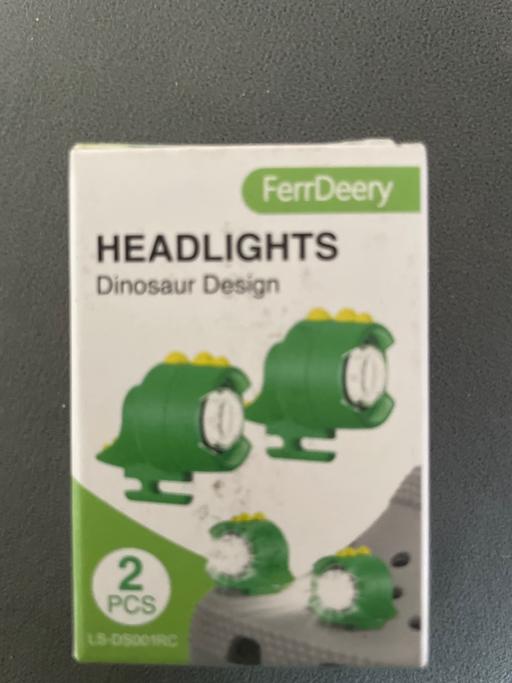 FerrDeery
HEADLIGHTS
Dinosaur Design
2
PCS
LS-DS001RC